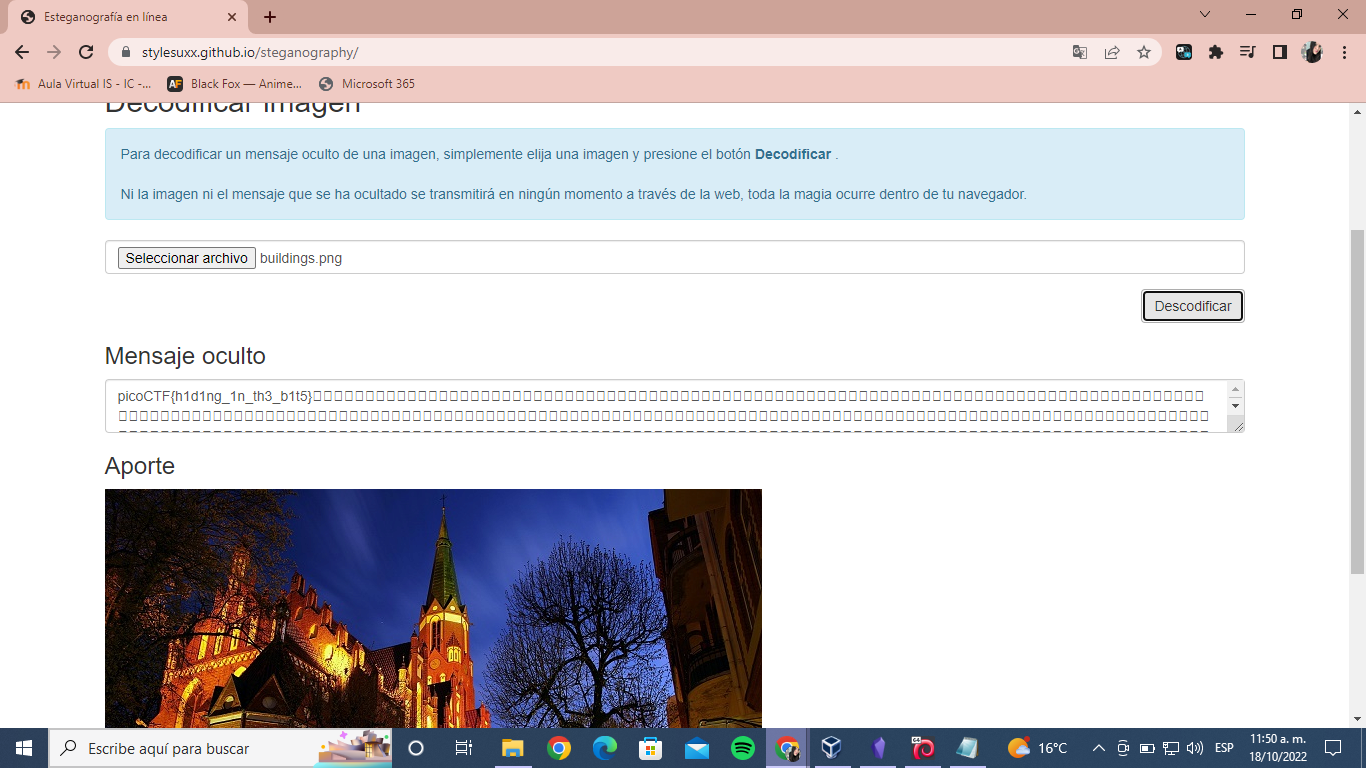 Esteganografía en línea
stylesuxx.github.io/steganography/
Aula Virtual IS - IC -... Black Fox — Anime... Microsoft 365
Decodificar imagen
Para decodificar un mensaje oculto de una imagen, simplemente elija una imagen y presione el botón Decodificar .
Ni la imagen ni el mensaje que se ha ocultado se transmitirá en ningún momento a través de la web, toda la magia ocurre dentro de tu navegador.
Seleccionar archivo buildings.png
Descodificar
Mensaje oculto
picoCTF{h1d1ng_1n_th3_b1t5}
Aporte
Escribe aquí para buscar
16°C
ESP
11:50 a. m.
18/10/2022